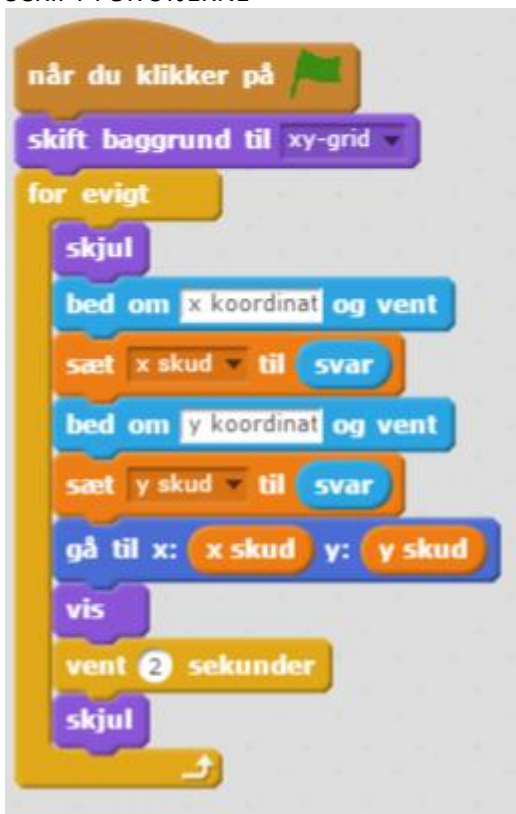 når du klikker på
skift baggrund til xy-grid
for evigt
skjul
bed om x koordinat og vent
sæt x skud til svar
bed om y koordinat og vent
sæt y skud til svar
gå til x: x skud y: y skud
vis
vent 2 sekunder
skjul